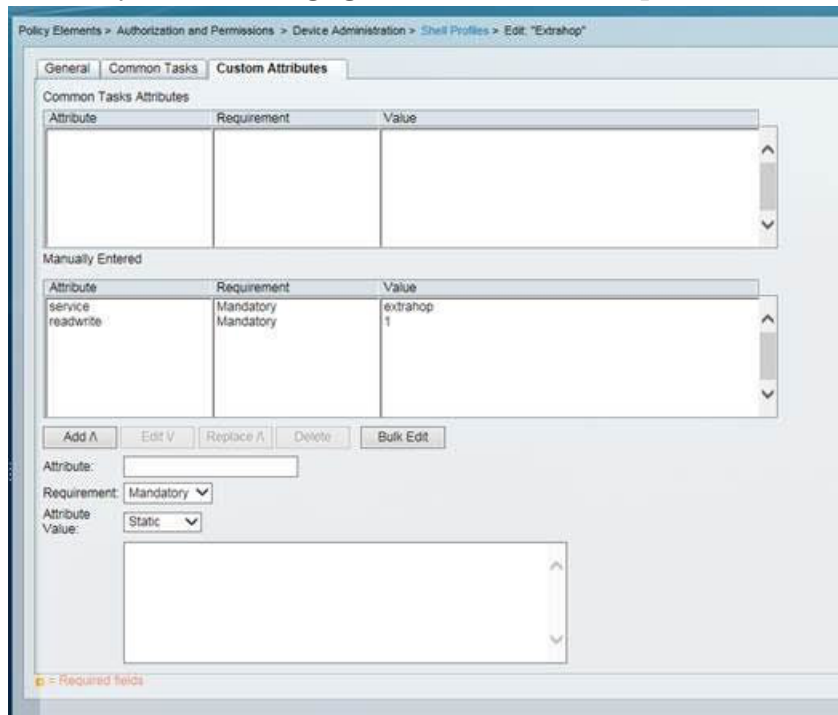 Policy Elements > Authorization and Permissions > Device Administration > Shell Profiles > Edit: "Extrahop"
General Common Tasks Custom Attributes
Common Tasks Attributes
Attribute Requirement Value
Manually Entered
Attribute Requirement Value
service Mandatory extrahop
readwrite Mandatory 1
Add /\ Edit V Replace /\ Delete Bulk Edit
Attribute:
Requirement: Mandatory
Attribute
Value: Static
= Required fields